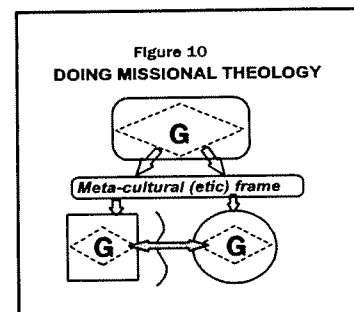 Figure 10
DOING MISSIONAL THEOLOGY
G
Meta-cultural (etic) frame
G G